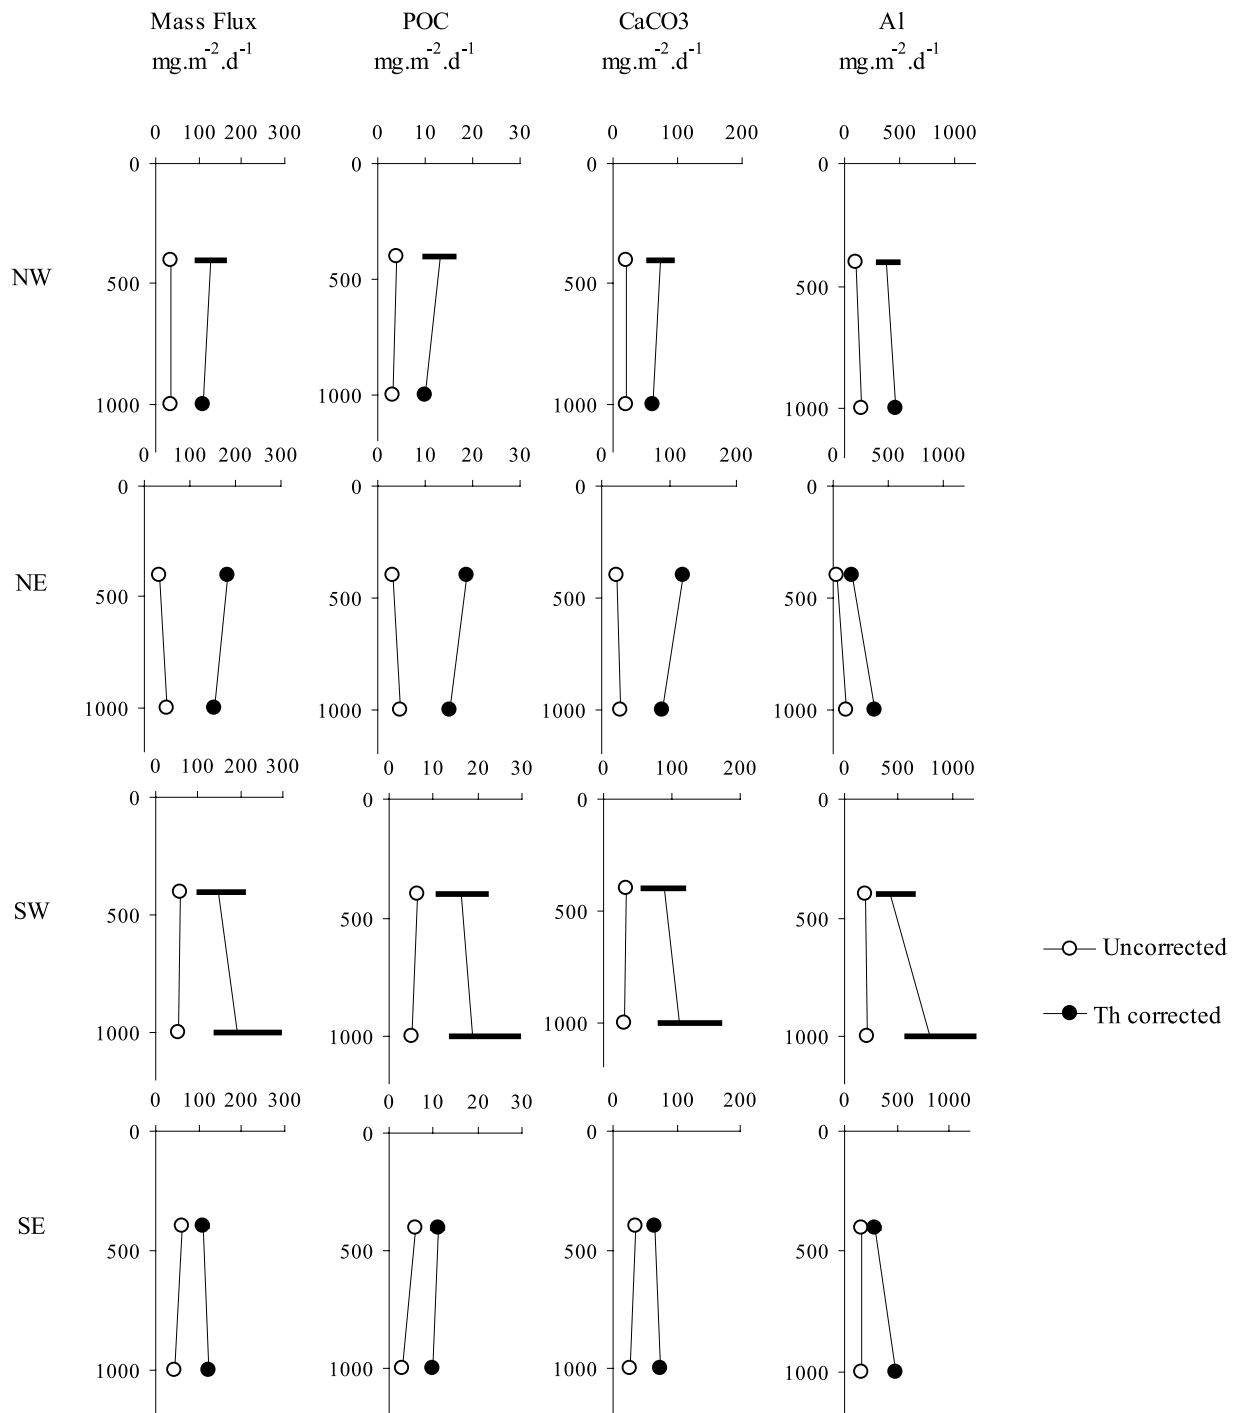 Mass Flux POC CaCO3 Al
mg.m-2.d-1 mg.m-2.d-1 mg.m-2.d-1 mg.m-2.d-1
0 100 200 300 0 10 20 30 0 100 200 0 500 1000
0 0 0 0
NW
500 500 500 500
1000 1000 1000 1000
0 100 200 300 0 10 20 30 0 100 200 0 500 1000
0 0 0 0
NE
500 500 500 500
1000 1000 1000 1000
0 100 200 300 0 10 20 30 0 100 200 0 500 1000
0 0 0 0
SW
500 500 500 500
Uncorrected
Th corrected
1000 1000 1000 1000
0 100 200 300 0 10 20 30 0 100 200 0 500 1000
0 0 0 0
SE
500 500 500 500
1000 1000 1000 1000